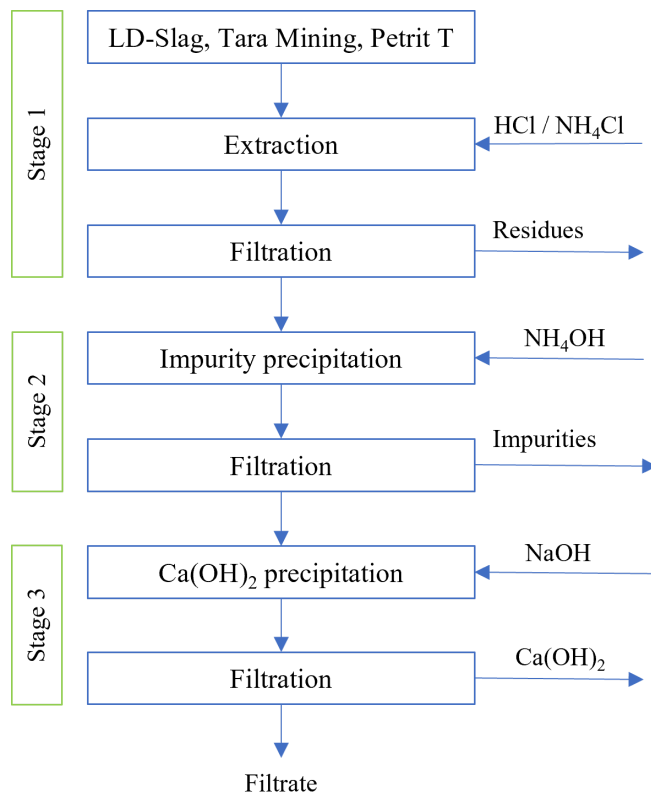 LD-Slag, Tara Mining, Petrit T
Stage 1
HCl / NH₄Cl
Extraction
Residues
Filtration
Stage 2
NH₄OH
Impurity precipitation
Impurities
Filtration
Stage 3
NaOH
Ca(OH)₂ precipitation
Ca(OH)₂
Filtration
Filtrate